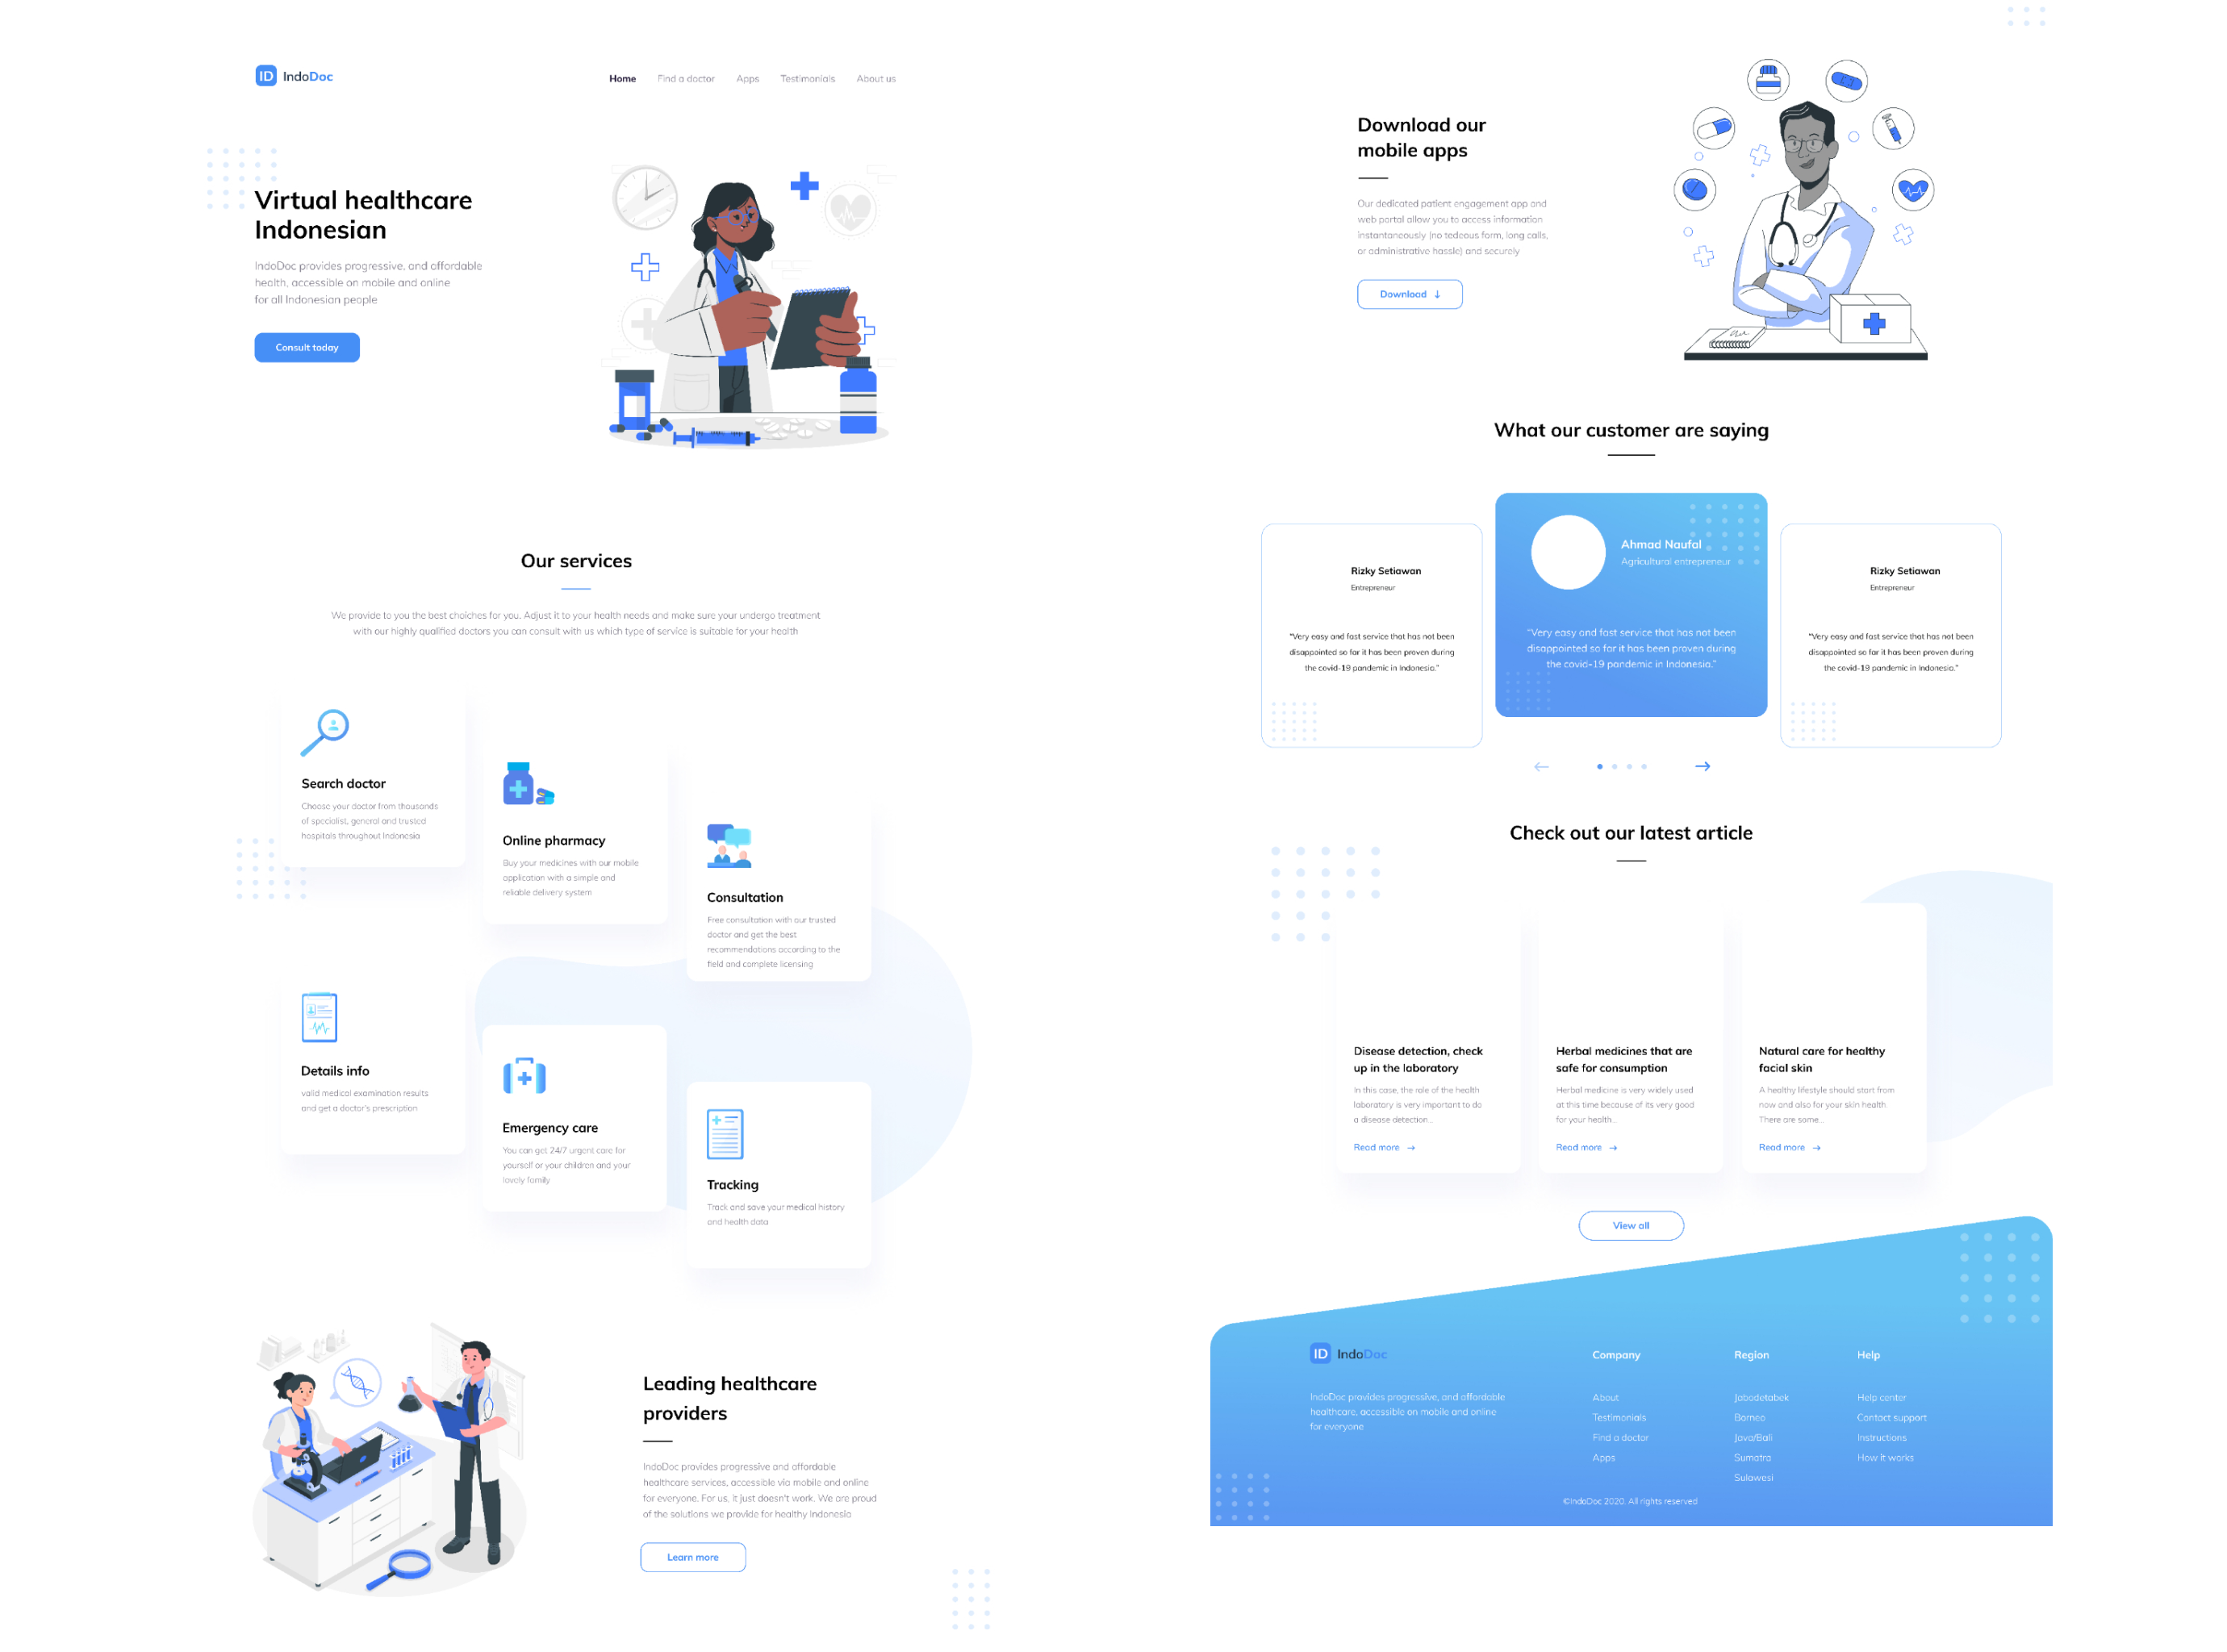 ID IndoDoc
Home Find a doctor Apps Testimonials About us
Virtual healthcare
Indonesian
IndoDoc provides progressive, and affordable
health, accessible on mobile and online
for all Indonesian people
Consult today
Our services
We provide to you the best choiches for you. Adjust it to your health needs and make sure your undergo treatment
with our highly qualified doctors you can consult with us which type of service is suitable for your health
Search doctor
Choose your doctor from thousands
of specialist, general and trusted
hospitals throughout Indonesia
Online pharmacy
Buy your medicines with our mobile
application with a simple and
reliable delivery system
Consultation
Free consultation with our trusted
doctor and get the best
recommendations according to the
field and complete licensing
Details info
valid medical examination results
and get a doctor's prescription
Emergency care
You can get 24/7 urgent care for
yourself or your children and your
lovely family
Tracking
Track and save your medical history
and health data
Leading healthcare
providers
IndoDoc provides progressive and affordable
healthcare services, accessible via mobile and online
for everyone. For us, it just doesn't work. We are proud
of the solutions we provide for healthy Indonesia
Learn more
Download our
mobile apps
Our dedicated patient engagement app and
web portal allow you to access information
instantaneously (no tedeous form, long calls,
or administrative hassle) and securely
Download ↓
What our customer are saying
Rizky Setiawan
Entrepreneur
"Very easy and fast service that has not been
disappointed so far it has been proven during
the covid-19 pandemic in Indonesia."
Ahmad Naufal
Agricultural entrepreneur
"Very easy and fast service that has not been
disappointed so far it has been proven during
the covid-19 pandemic in Indonesia."
Rizky Setiawan
Entrepreneur
"Very easy and fast service that has not been
disappointed so far it has been proven during
the covid-19 pandemic in Indonesia."
Check out our latest article
Disease detection, check
up in the laboratory
In this case, the role of the health
laboratory is very important to do
a disease detection...
Read more →
Herbal medicines that are
safe for consumption
Herbal medicine is very widely used
at this time because of its very good
for your health...
Read more →
Natural care for healthy
facial skin
A healthy lifestyle should start from
now and also for your skin health.
There are some...
Read more →
View all
ID IndoDoc
IndoDoc provides progressive, and affordable
healthcare, accessible on mobile and online
for everyone
Company
About
Testimonials
Find a doctor
Apps
Region
Jabodetabek
Borneo
Java/Bali
Sumatra
Sulawesi
Help
Help center
Contact support
Instructions
How it works
©IndoDoc 2020. All rights reserved